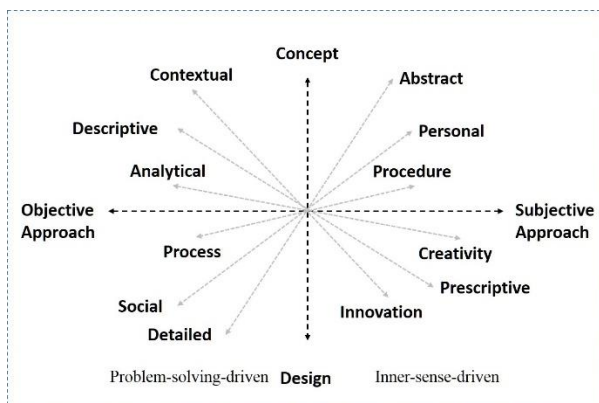 Concept
Contextual
Abstract
Descriptive
Personal
Analytical
Procedure
Objective
Approach
Subjective
Approach
Process
Creativity
Prescriptive
Social
Innovation
Detailed
Problem-solving-driven Design Inner-sense-driven